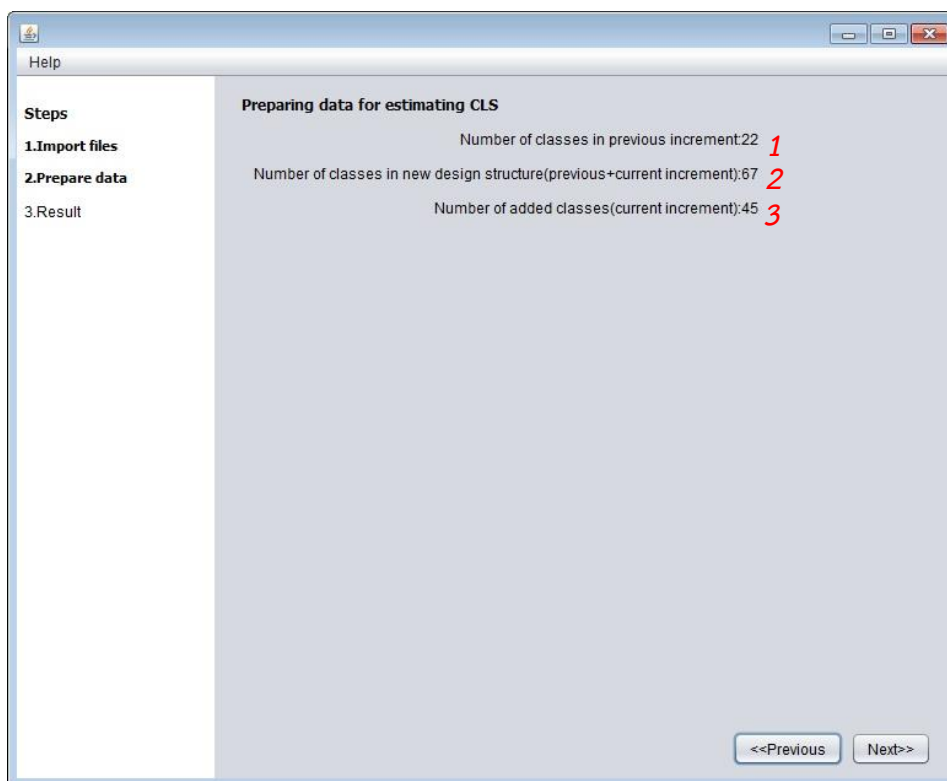 Help
Steps
1.Import files
2.Prepare data
3.Result
Preparing data for estimating CLS
Number of classes in previous increment:22 1
Number of classes in new design structure(previous+current increment):67 2
Number of added classes(current increment):45 3
<<Previous Next>>